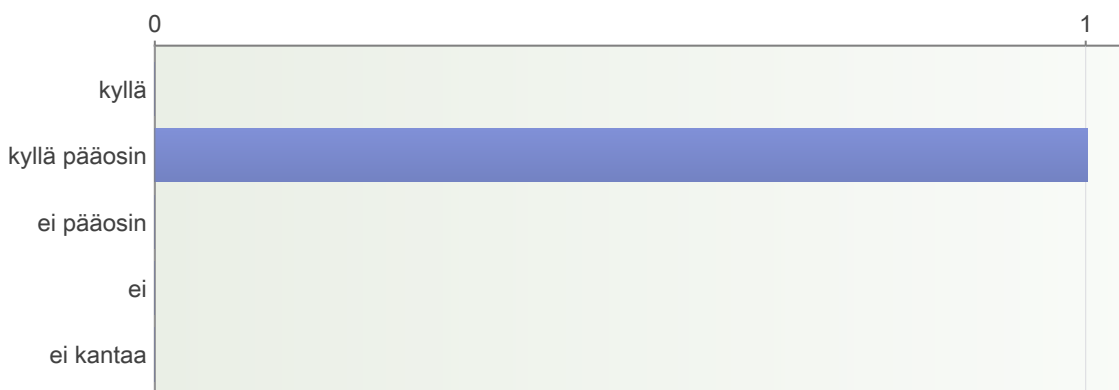 0 1
kyllä
kyllä pääosin
ei pääosin
ei
ei kantaa